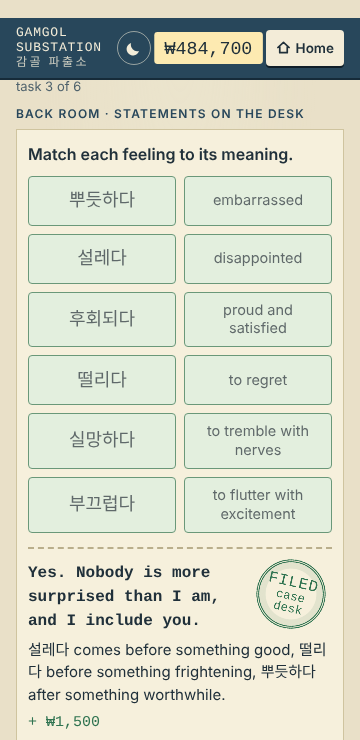 GAMGOL
SUBSTATION
감골 파출소
₩484,700
Home
task 3 of 6
BACK ROOM · STATEMENTS ON THE DESK
Match each feeling to its meaning.
뿌듯하다
embarrassed
설레다
disappointed
후회되다
proud and
satisfied
떨리다
to regret
실망하다
to tremble with
nerves
부끄럽다
to flutter with
excitement
Yes. Nobody is more
surprised than I am,
and I include you.
FILED
case
desk
설레다 comes before something good, 떨리
다 before something frightening, 뿌듯하다
after something worthwhile.
+ ₩1,500